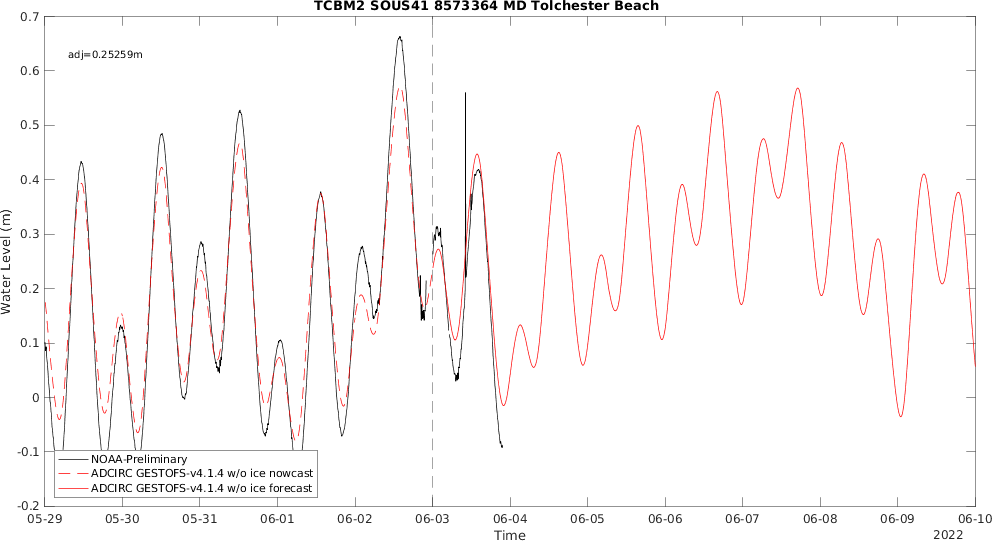 TCBM2 SOUS41 8573364 MD Tolchester Beach
adj=0.25259m
0.7
0.6
0.5
0.4
0.3
0.2
0.1
0
-0.1
-0.2
Water Level (m)
NOAA-Preliminary
ADCIRC GESTOFS-v4.1.4 w/o ice nowcast
ADCIRC GESTOFS-v4.1.4 w/o ice forecast
05-29 05-30 05-31 06-01 06-02 06-03 06-04 06-05 06-06 06-07 06-08 06-09 06-10
Time
2022